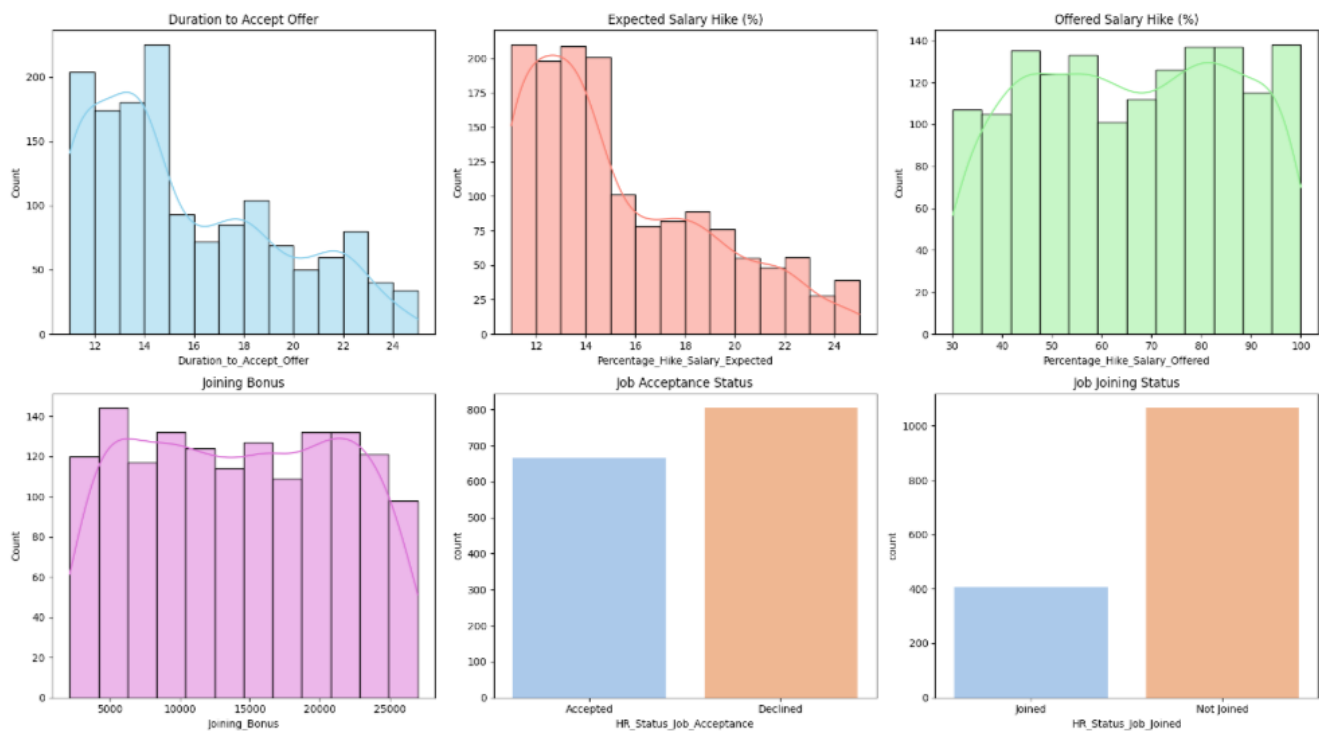 Duration to Accept Offer
200
150
100
50
0
Count
12 14 16 18 20 22 24
Duration_to_Accept_Offer
Expected Salary Hike (%)
200
175
150
125
100
75
50
25
0
Count
12 14 16 18 20 22 24
Percentage_Hike_Salary_Expected
Offered Salary Hike (%)
140
120
100
80
60
40
20
0
Count
30 40 50 60 70 80 90 100
Percentage_Hike_Salary_Offered
Joining Bonus
140
120
100
80
60
40
20
0
Count
5000 10000 15000 20000 25000
Joining_Bonus
Job Acceptance Status
800
700
600
500
400
300
200
100
0
count
Accepted Declined
HR_Status_Job_Acceptance
Job Joining Status
1000
800
600
400
200
0
count
Joined Not Joined
HR_Status_Job_Joined